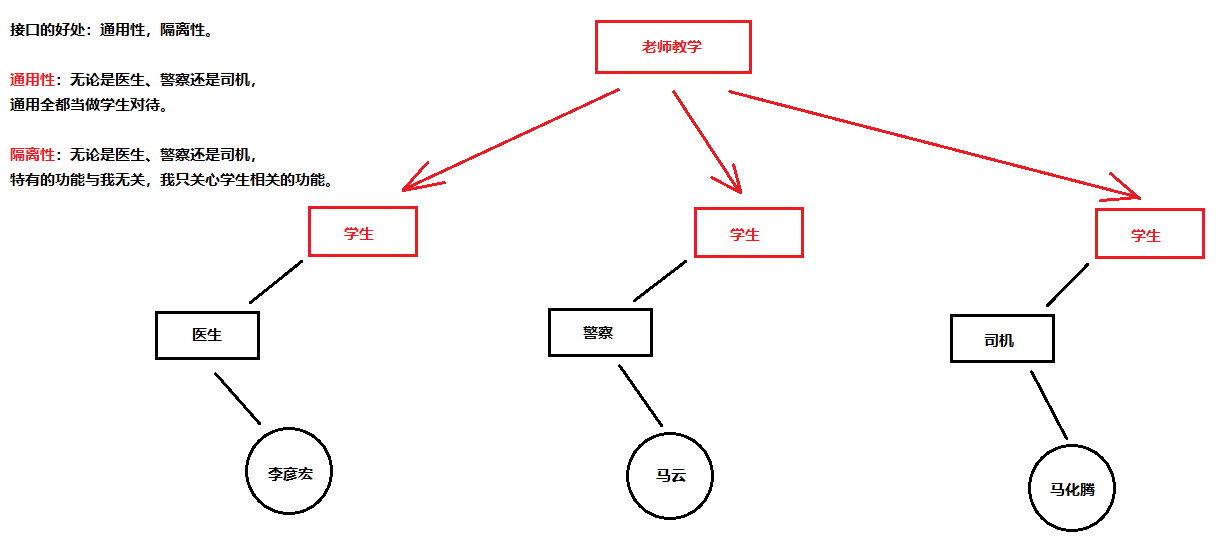 接口的好处：通用性，隔离性。
通用性：无论是医生、警察还是司机，
通用全都当做学生对待。
隔离性：无论是医生、警察还是司机，
特有的功能与我无关，我只关心学生相关的功能。
老师教学
学生
学生
学生
医生
警察
司机
李彦宏
马云
马化腾